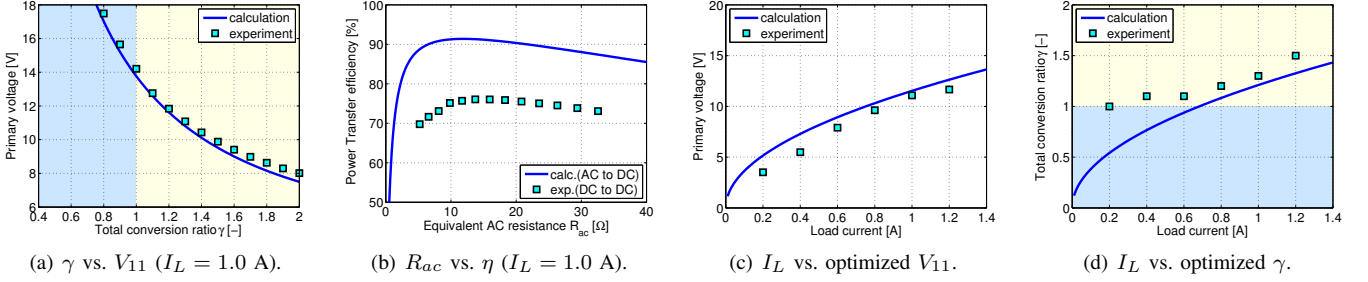 18
16
14
12
10
8
6
0.4 0.6 0.8 1 1.2 1.4 1.6 1.8 2
Primary voltage [V]
Total conversion ratioγ [−]
calculation
experiment
(a) γ vs. V11 (IL = 1.0 A).
100
90
80
70
60
50
0 10 20 30 40
Power Transfer efficiency [%]
Equivalent AC resistance Rac [Ω]
calc.(AC to DC)
exp.(DC to DC)
(b) Rac vs. η (IL = 1.0 A).
20
15
10
5
0
0 0.2 0.4 0.6 0.8 1 1.2 1.4
Primary voltage [V]
Load current [A]
calculation
experiment
(c) IL vs. optimized V11.
2
1.5
1
0.5
0
0 0.2 0.4 0.6 0.8 1 1.2 1.4
Total conversion ratioγ [−]
Load current [A]
calculation
experiment
(d) IL vs. optimized γ.